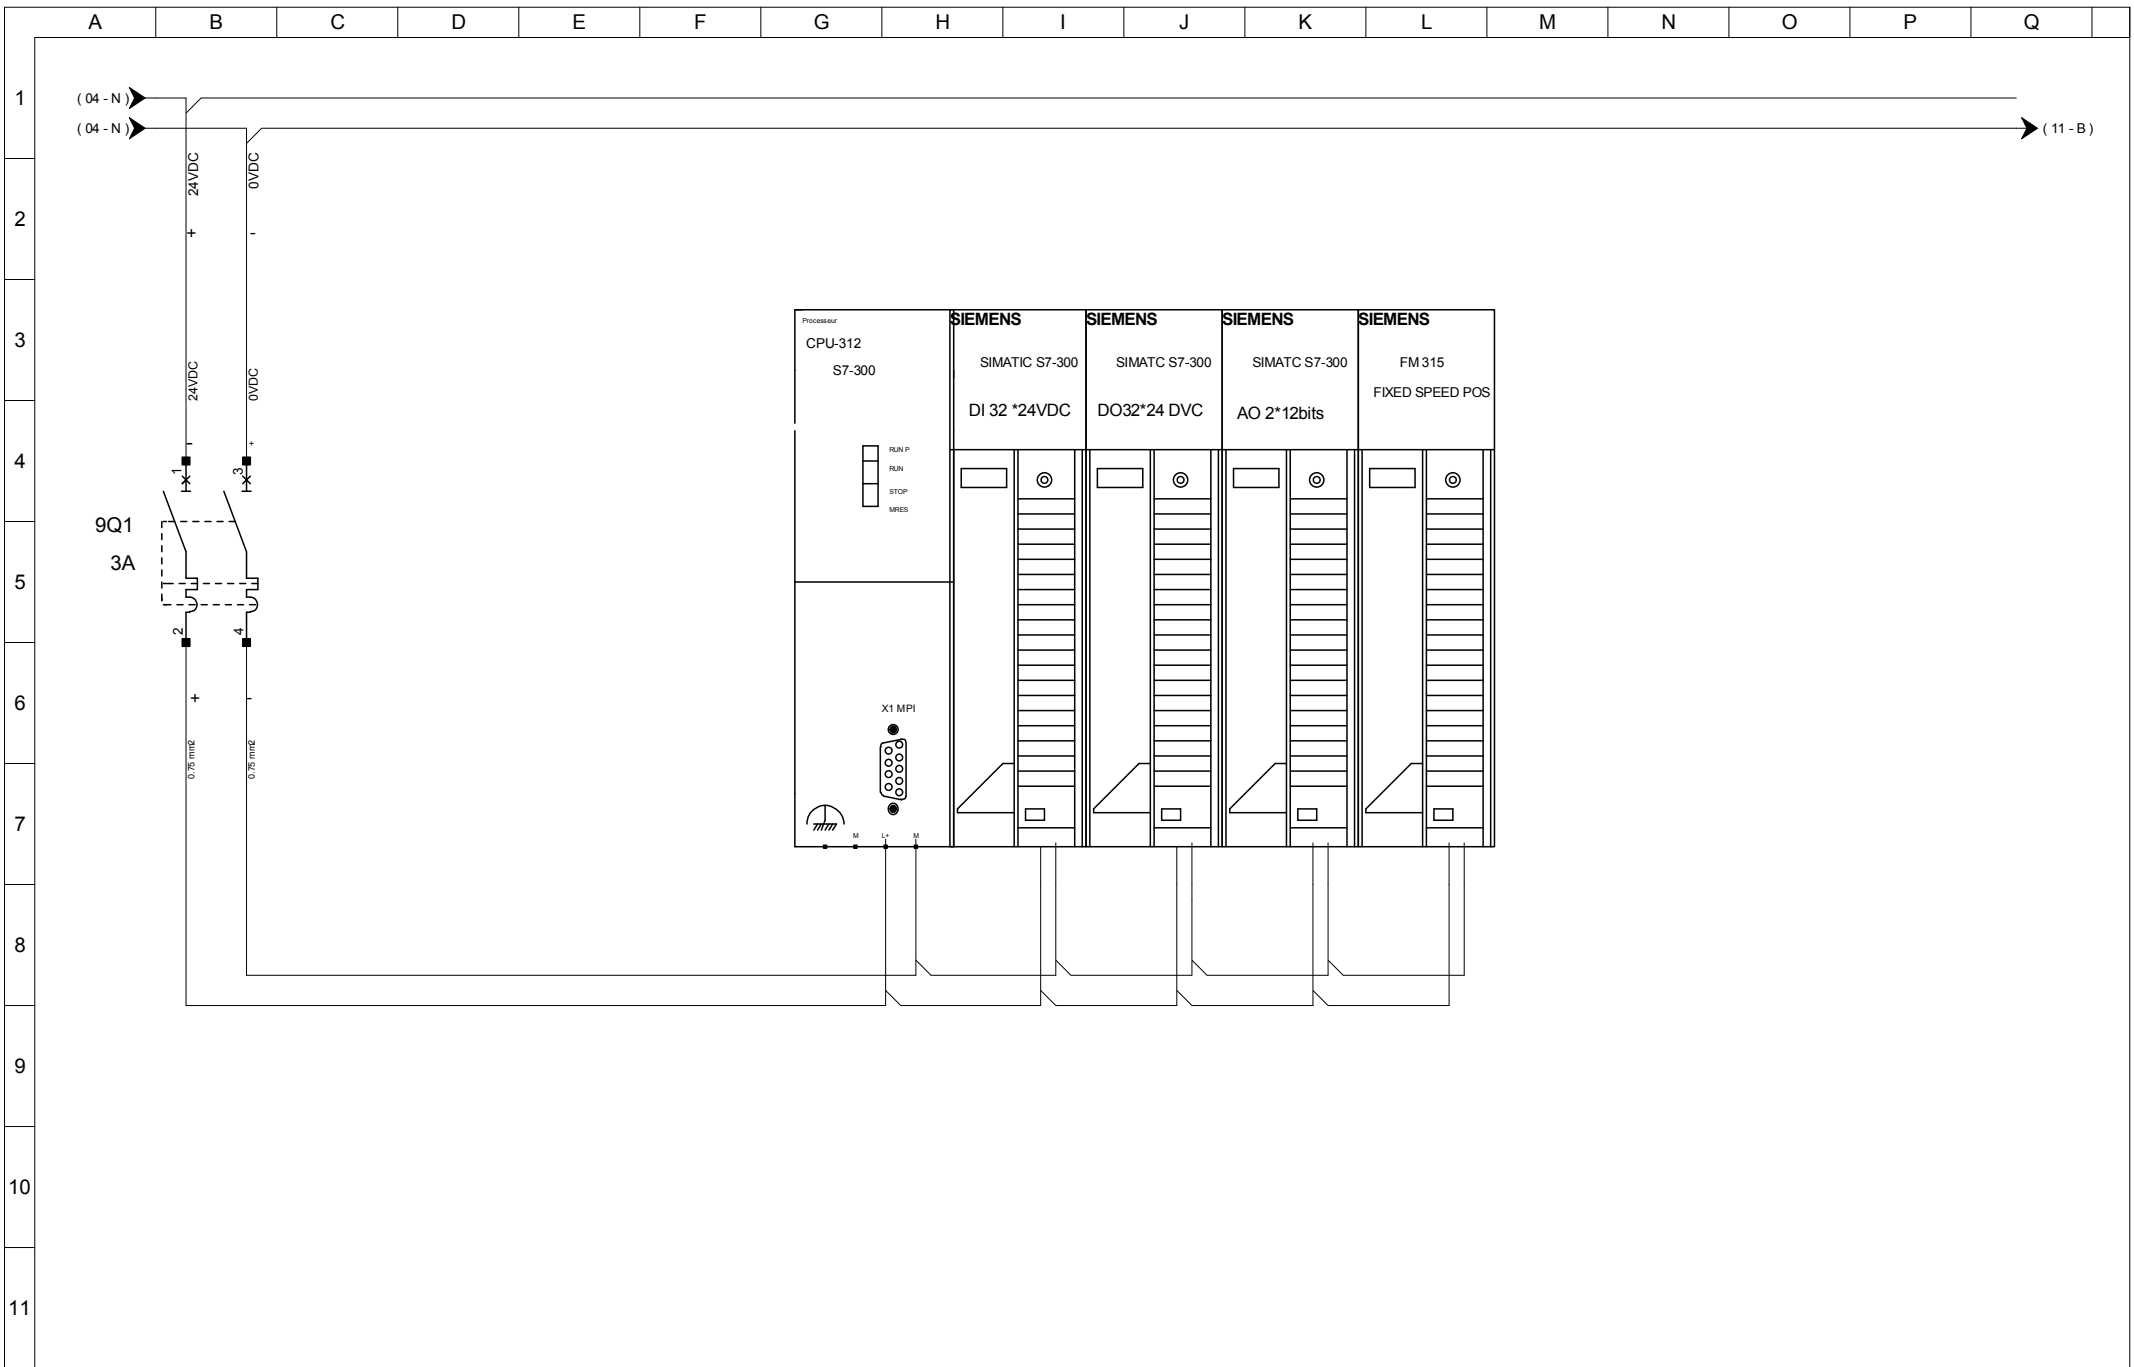 A B C D E F G H I J K L M N O P Q
1
( 04 - N )
( 04 - N )
( 11 - B )
24VDC 0VDC
2
+ -
3
24VDC 0VDC
Processeur
CPU-312
S7-300
SIEMENS SIEMENS SIEMENS SIEMENS
SIMATIC S7-300 SIMATC S7-300 SIMATC S7-300 FM 315
FIXED SPEED POS
DI 32 *24VDC DO32*24 DVC AO 2*12bits
- +
4
1 3
RUN P
RUN
STOP
MRES
9Q1
3A
5
2 4
6
+ -
X1 MPI
0.75 mm2 0.75 mm2
7
M L+ M
8
9
10
11